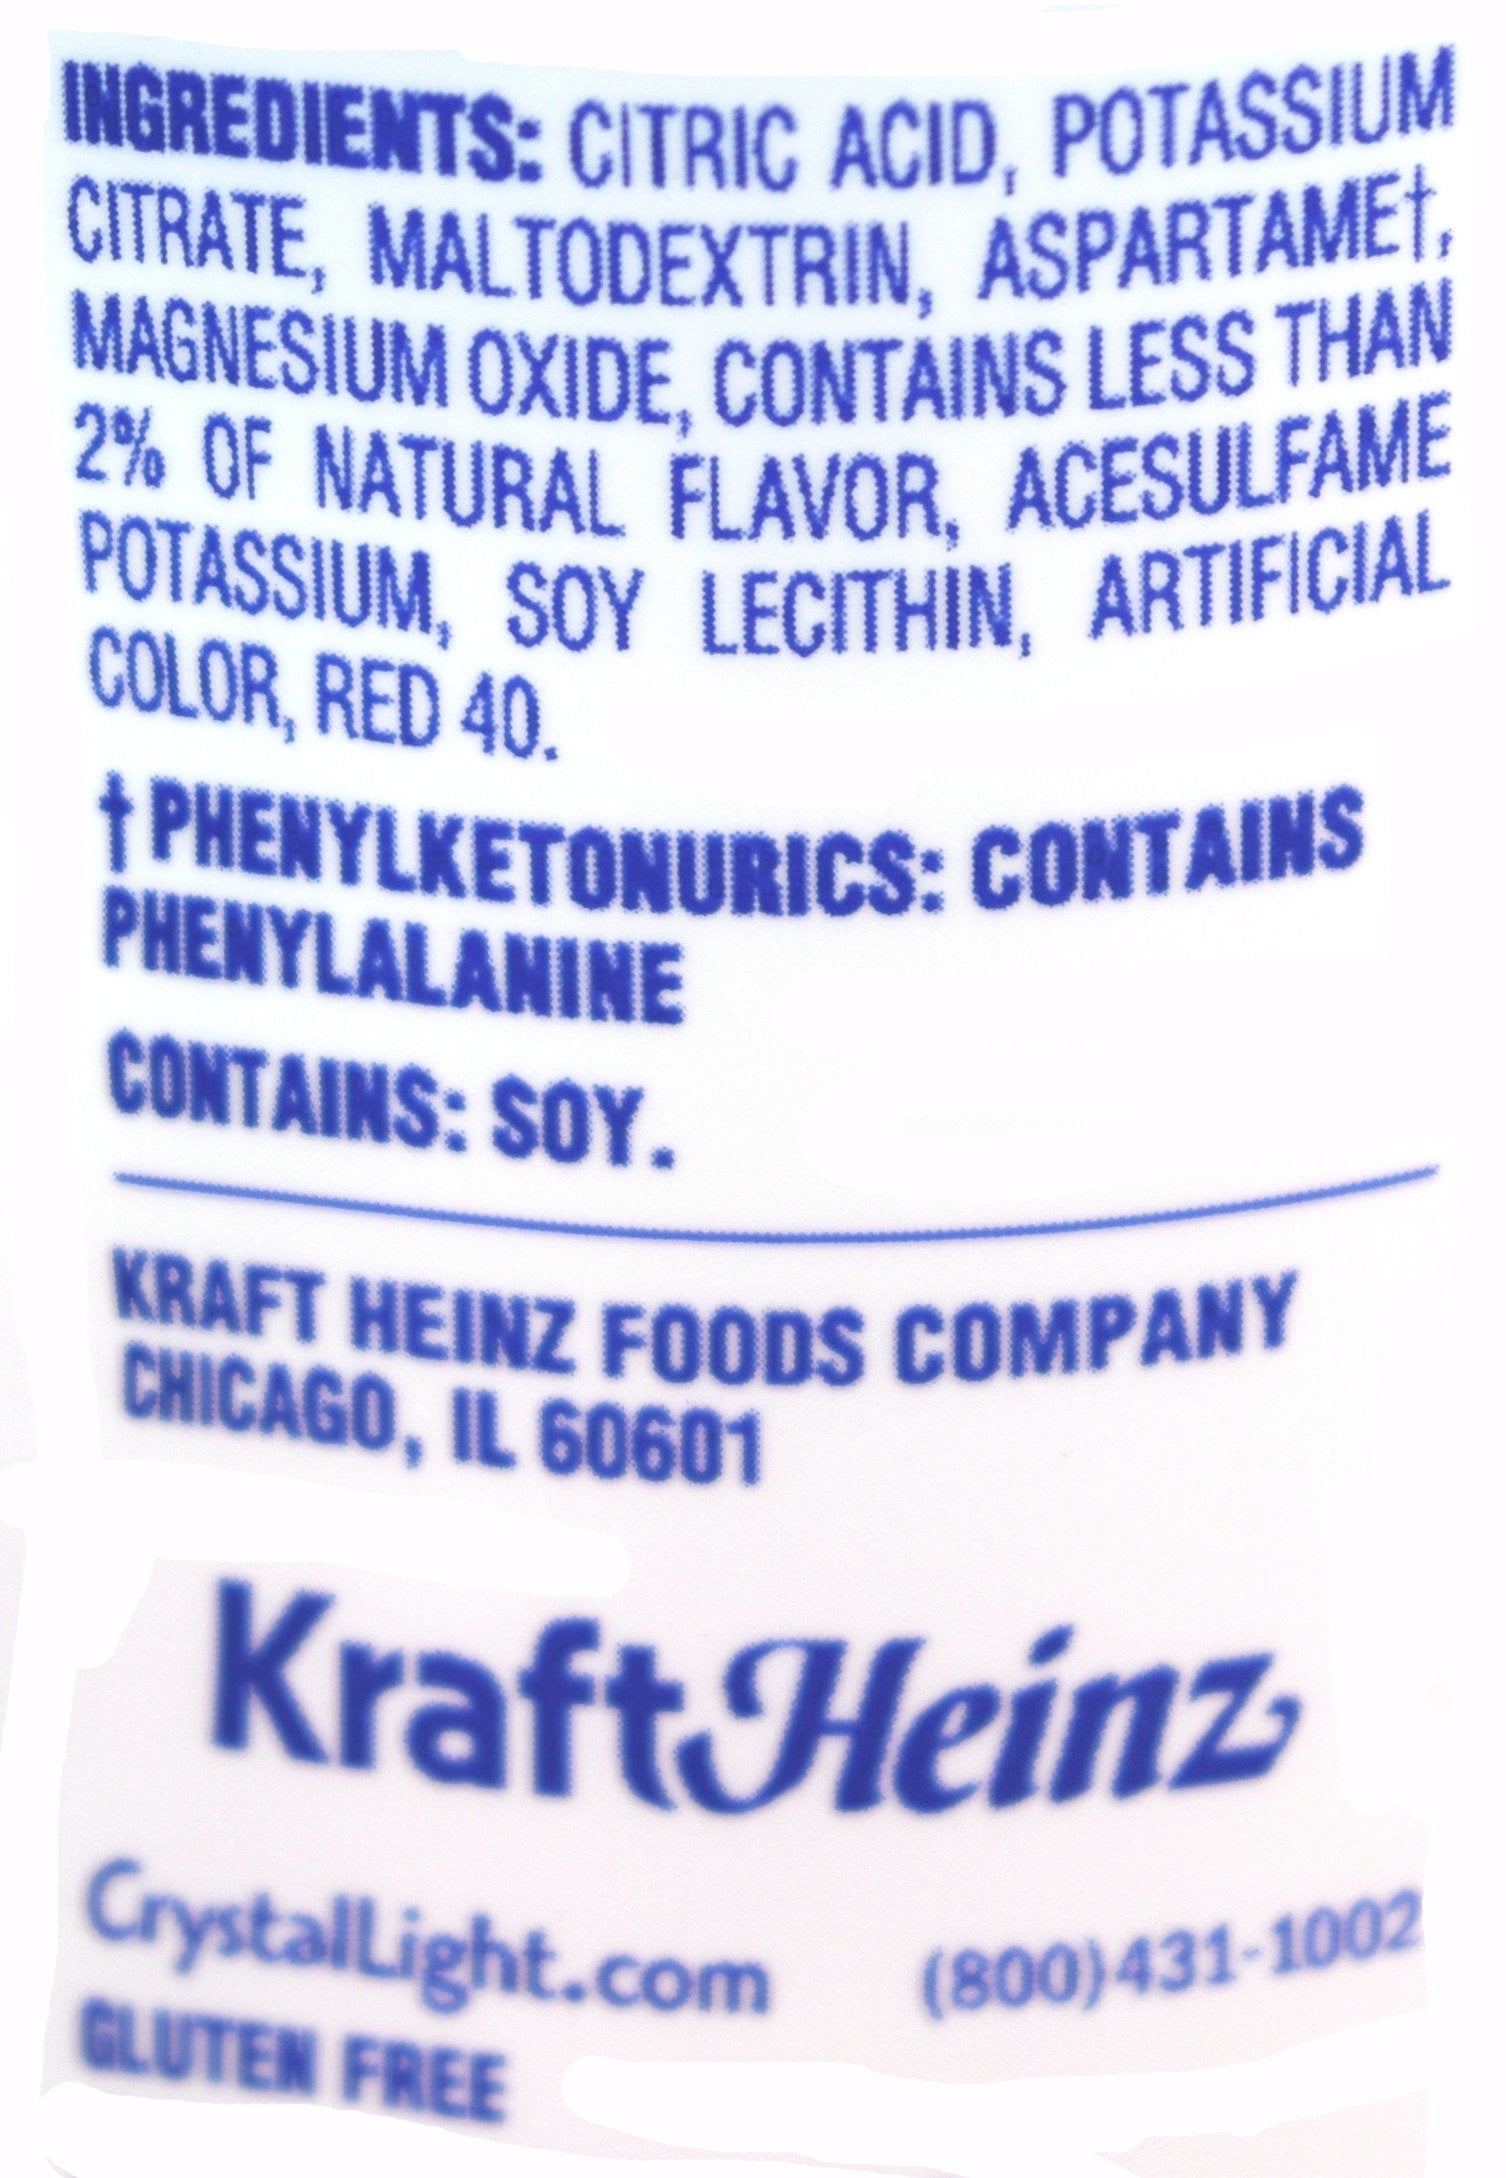 INGREDIENTS: CITRIC ACID, POTASSIUM
CITRATE, MALTODEXTRIN, ASPARTAME†,
MAGNESIUM OXIDE, CONTAINS LESS THAN
2% OF NATURAL FLAVOR, ACESULFAME
POTASSIUM, SOY LECITHIN, ARTIFICIAL
COLOR, RED 40.
† PHENYLKETONURICS: CONTAINS
PHENYLALANINE
CONTAINS: SOY.
KRAFT HEINZ FOODS COMPANY
CHICAGO, IL 60601
KraftHeinz
CrystalLight.com (800)431-1002
GLUTEN FREE